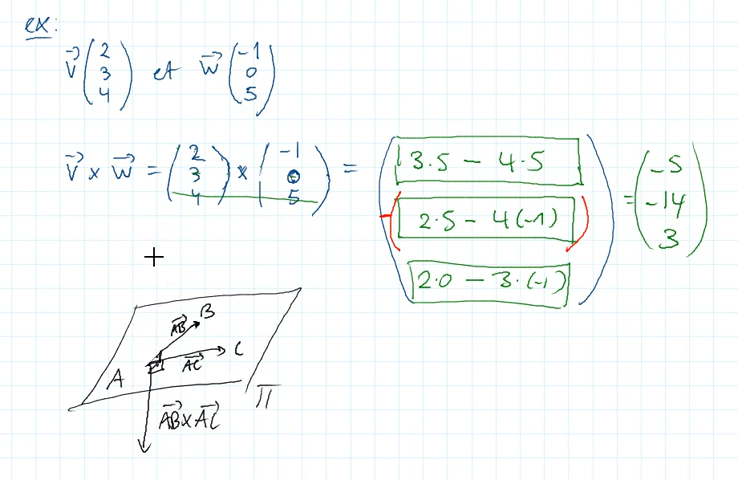 ex:
V⃗ (2 3 4) et W⃗ (-1 0 5)
V⃗ × W⃗ = (2 3 4) × (-1 0 5) = (3·5 − 4·5 −(2·5 − 4(-1)) 2·0 − 3·(-1)) = (-5 -14 3)
B
AB⃗
C
AC⃗
A
π
AB⃗ × AC⃗